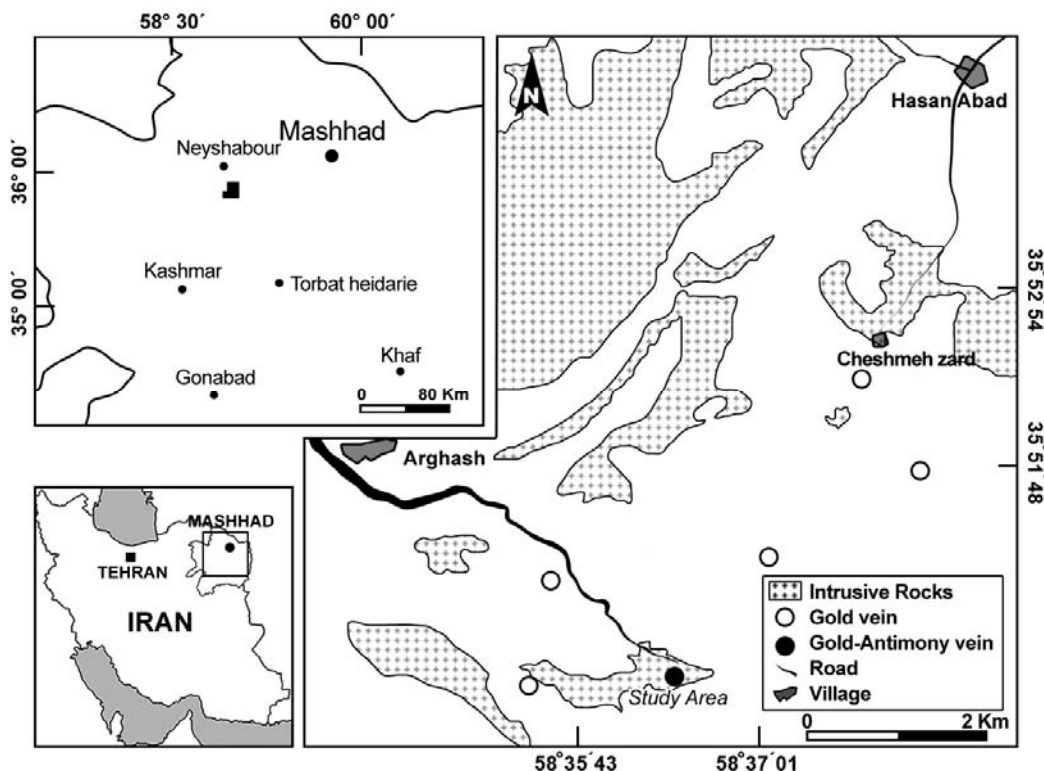 58° 30´
60° 00´
36° 00´
35° 00´
Mashhad
Neyshabour
Kashmar
Torbat heidarie
Khaf
Gonabad
0 80 Km
MASHHAD
TEHRAN
IRAN
N
Hasan Abad
35˚ 52´ 54
Cheshmeh zard
Arghash
35˚ 51´ 48
Intrusive Rocks
Gold vein
Gold-Antimony vein
Road
Village
Study Area
0 2 Km
58˚ 35´ 43
58˚ 37´ 01